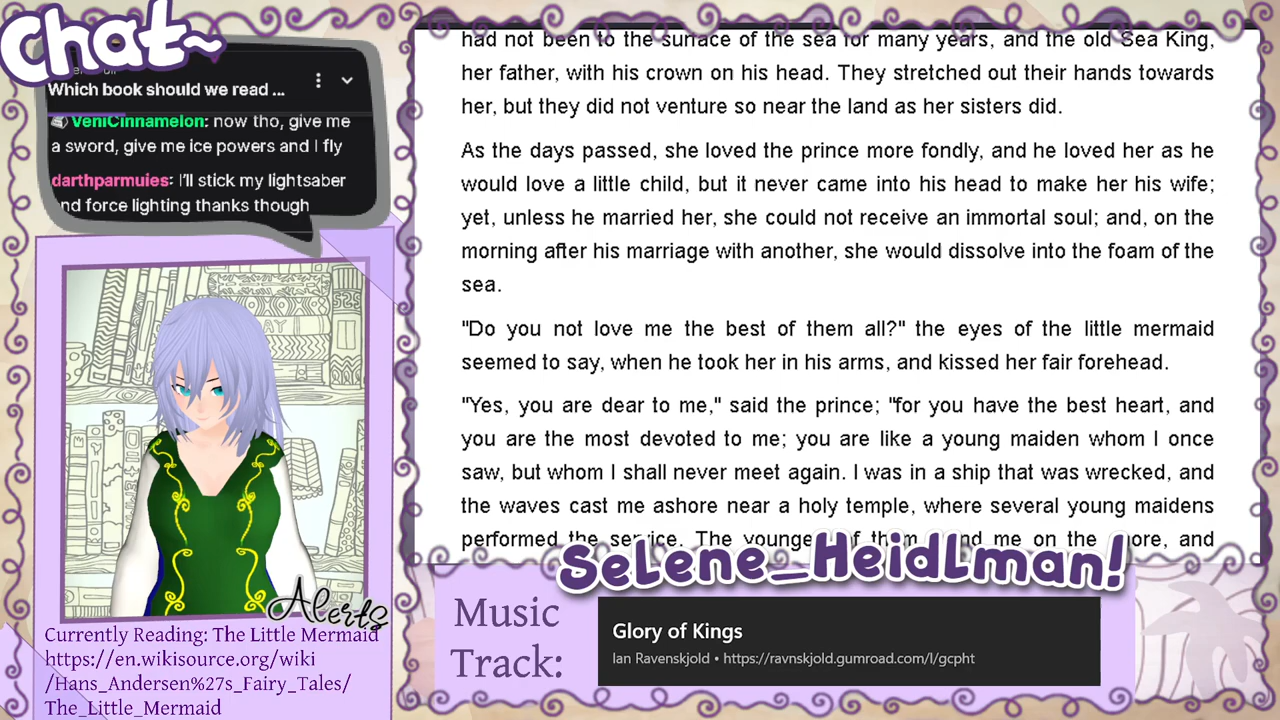 Chat~
Which book should we read ...
VeniCinnamelon: now tho, give me
a sword, give me ice powers and I fly
darthparmuies: I'll stick my lightsaber
and force lighting thanks though
had not been to the surface of the sea for many years, and the old Sea King,
her father, with his crown on his head. They stretched out their hands towards
her, but they did not venture so near the land as her sisters did.
As the days passed, she loved the prince more fondly, and he loved her as he
would love a little child, but it never came into his head to make her his wife;
yet, unless he married her, she could not receive an immortal soul; and, on the
morning after his marriage with another, she would dissolve into the foam of the
sea.
"Do you not love me the best of them all?" the eyes of the little mermaid
seemed to say, when he took her in his arms, and kissed her fair forehead.
"Yes, you are dear to me," said the prince; "for you have the best heart, and
you are the most devoted to me; you are like a young maiden whom I once
saw, but whom I shall never meet again. I was in a ship that was wrecked, and
the waves cast me ashore near a holy temple, where several young maidens
performed the service. The youngest of them found me on the shore, and
Selene_Heidlman!
Alerts
Currently Reading: The Little Mermaid
https://en.wikisource.org/wiki
/Hans_Andersen%27s_Fairy_Tales/
The_Little_Mermaid
Music
Track:
Glory of Kings
Ian Ravenskjold • https://ravnskjold.gumroad.com/l/gcpht